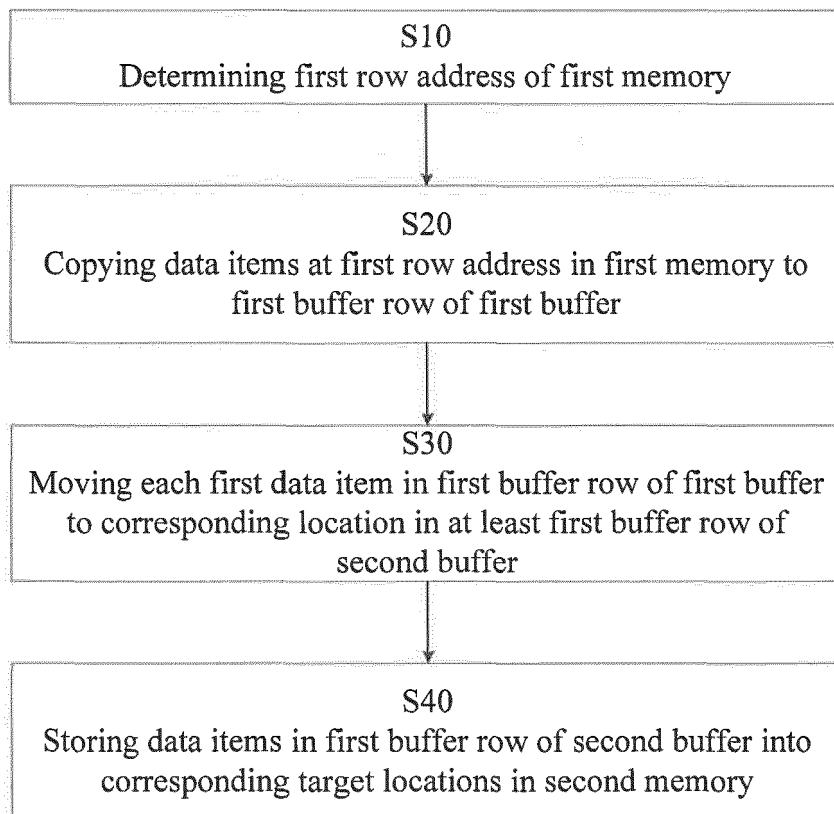 S10
Determining first row address of first memory
S20
Copying data items at first row address in first memory to
first buffer row of first buffer
S30
Moving each first data item in first buffer row of first buffer
to corresponding location in at least first buffer row of
second buffer
S40
Storing data items in first buffer row of second buffer into
corresponding target locations in second memory